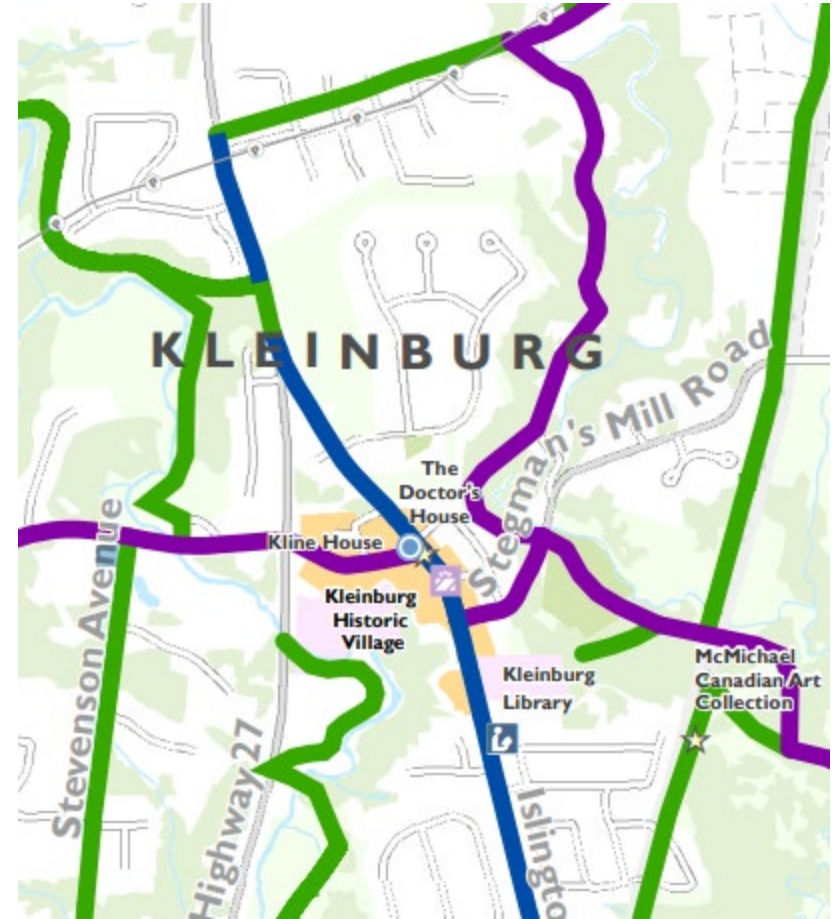 KLEINBURG
Stegman's Mill Road
The
Doctor's
House
Kline House
Kleinburg
Historic
Village
McMichael
Canadian Art
Collection
Kleinburg
Library
Stevenson Avenue
Highway 27
Islingto